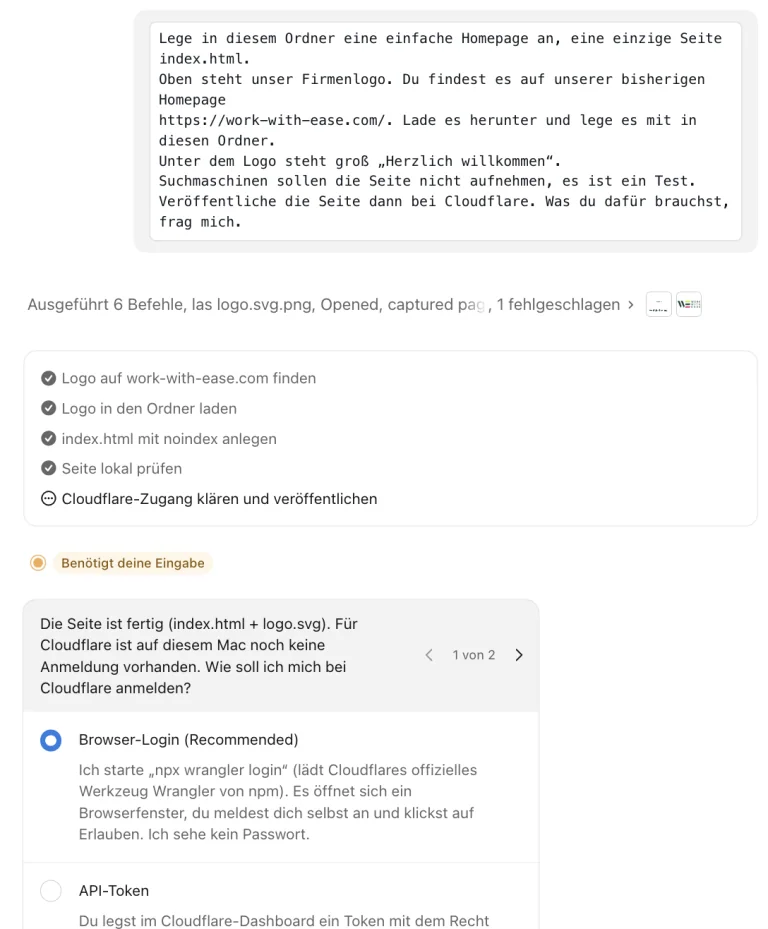 Lege in diesem Ordner eine einfache Homepage an, eine einzige Seite
index.html.
Oben steht unser Firmenlogo. Du findest es auf unserer bisherigen
Homepage
https://work-with-ease.com/. Lade es herunter und lege es mit in
diesen Ordner.
Unter dem Logo steht groß „Herzlich willkommen“.
Suchmaschinen sollen die Seite nicht aufnehmen, es ist ein Test.
Veröffentliche die Seite dann bei Cloudflare. Was du dafür brauchst,
frag mich.
Ausgeführt 6 Befehle, las logo.svg.png, Opened, captured pag, 1 fehlgeschlagen
Logo auf work-with-ease.com finden
Logo in den Ordner laden
index.html mit noindex anlegen
Seite lokal prüfen
Cloudflare-Zugang klären und veröffentlichen
Benötigt deine Eingabe
Die Seite ist fertig (index.html + logo.svg). Für
Cloudflare ist auf diesem Mac noch keine
Anmeldung vorhanden. Wie soll ich mich bei
Cloudflare anmelden?
1 von 2
Browser-Login (Recommended)
Ich starte „npx wrangler login“ (lädt Cloudflares offizielles
Werkzeug Wrangler von npm). Es öffnet sich ein
Browserfenster, du meldest dich selbst an und klickst auf
Erlauben. Ich sehe kein Passwort.
API-Token
Du legst im Cloudflare-Dashboard ein Token mit dem Recht